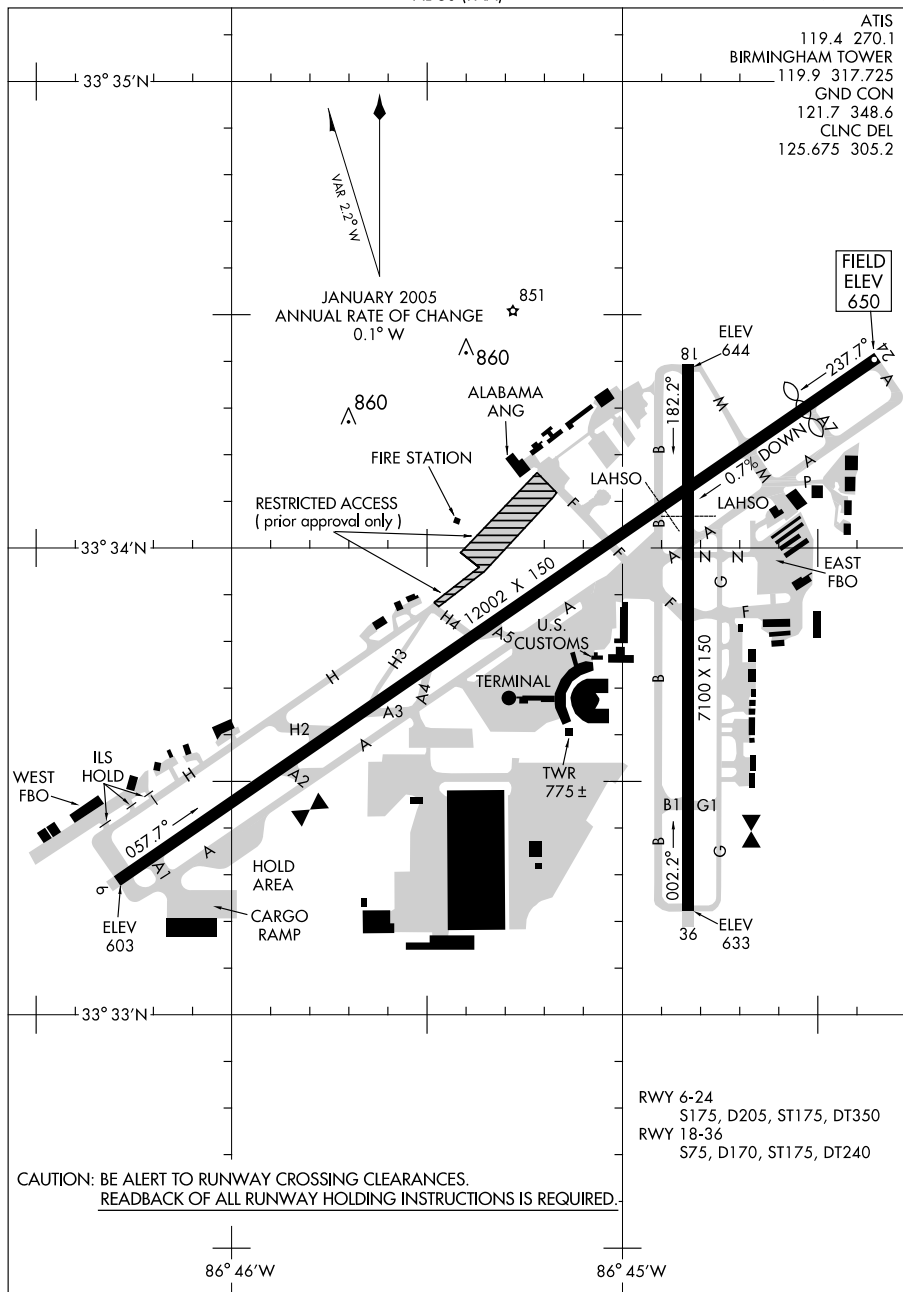 ATIS
119.4 270.1
BIRMINGHAM TOWER
119.9 317.725
GND CON
121.7 348.6
CLNC DEL
125.675 305.2
33° 35'N
VAR 2.2° W
JANUARY 2005
ANNUAL RATE OF CHANGE
0.1° W
851
860
860
FIELD
ELEV
650
ELEV
644
18
24
237.7°
A
182.2°
M
A7
0.7% DOWN
ALABAMA
ANG
FIRE STATION
RESTRICTED ACCESS
( prior approval only )
LAHSO
LAHSO
B
B
M
A
P
F
F
A
A
N
N
33° 34'N
EAST
FBO
G
F
F
12002 X 150
H4
A5
A
U.S.
CUSTOMS
H3
H
TERMINAL
A4
A3
B
7100 X 150
H2
A
WEST
FBO
ILS
HOLD
H
A2
TWR
775 ±
B1
G1
057.7°
A
A1
B
002.2°
G
HOLD
AREA
6
ELEV
603
CARGO
RAMP
36
ELEV
633
33° 33'N
RWY 6-24
S175, D205, ST175, DT350
RWY 18-36
S75, D170, ST175, DT240
CAUTION: BE ALERT TO RUNWAY CROSSING CLEARANCES.
READBACK OF ALL RUNWAY HOLDING INSTRUCTIONS IS REQUIRED.
86° 46'W
86° 45'W